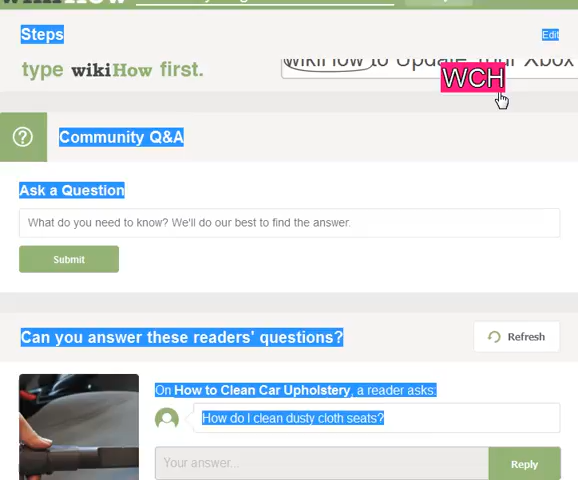 wikiHow
Steps
Edit
type wikiHow first.
wikiHow to Update Your Xbox
WCH
Community Q&A
Ask a Question
What do you need to know? We'll do our best to find the answer.
Submit
Can you answer these readers' questions?
Refresh
On How to Clean Car Upholstery, a reader asks:
How do I clean dusty cloth seats?
Your answer...
Reply